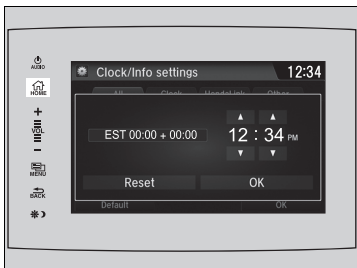 AUDIO
HOME
+
VOL
−
MENU
BACK
Clock/Info settings 12:34
All Clock HondaLink Other
EST 00:00 + 00:00 12 : 34 PM
Reset OK
Default OK